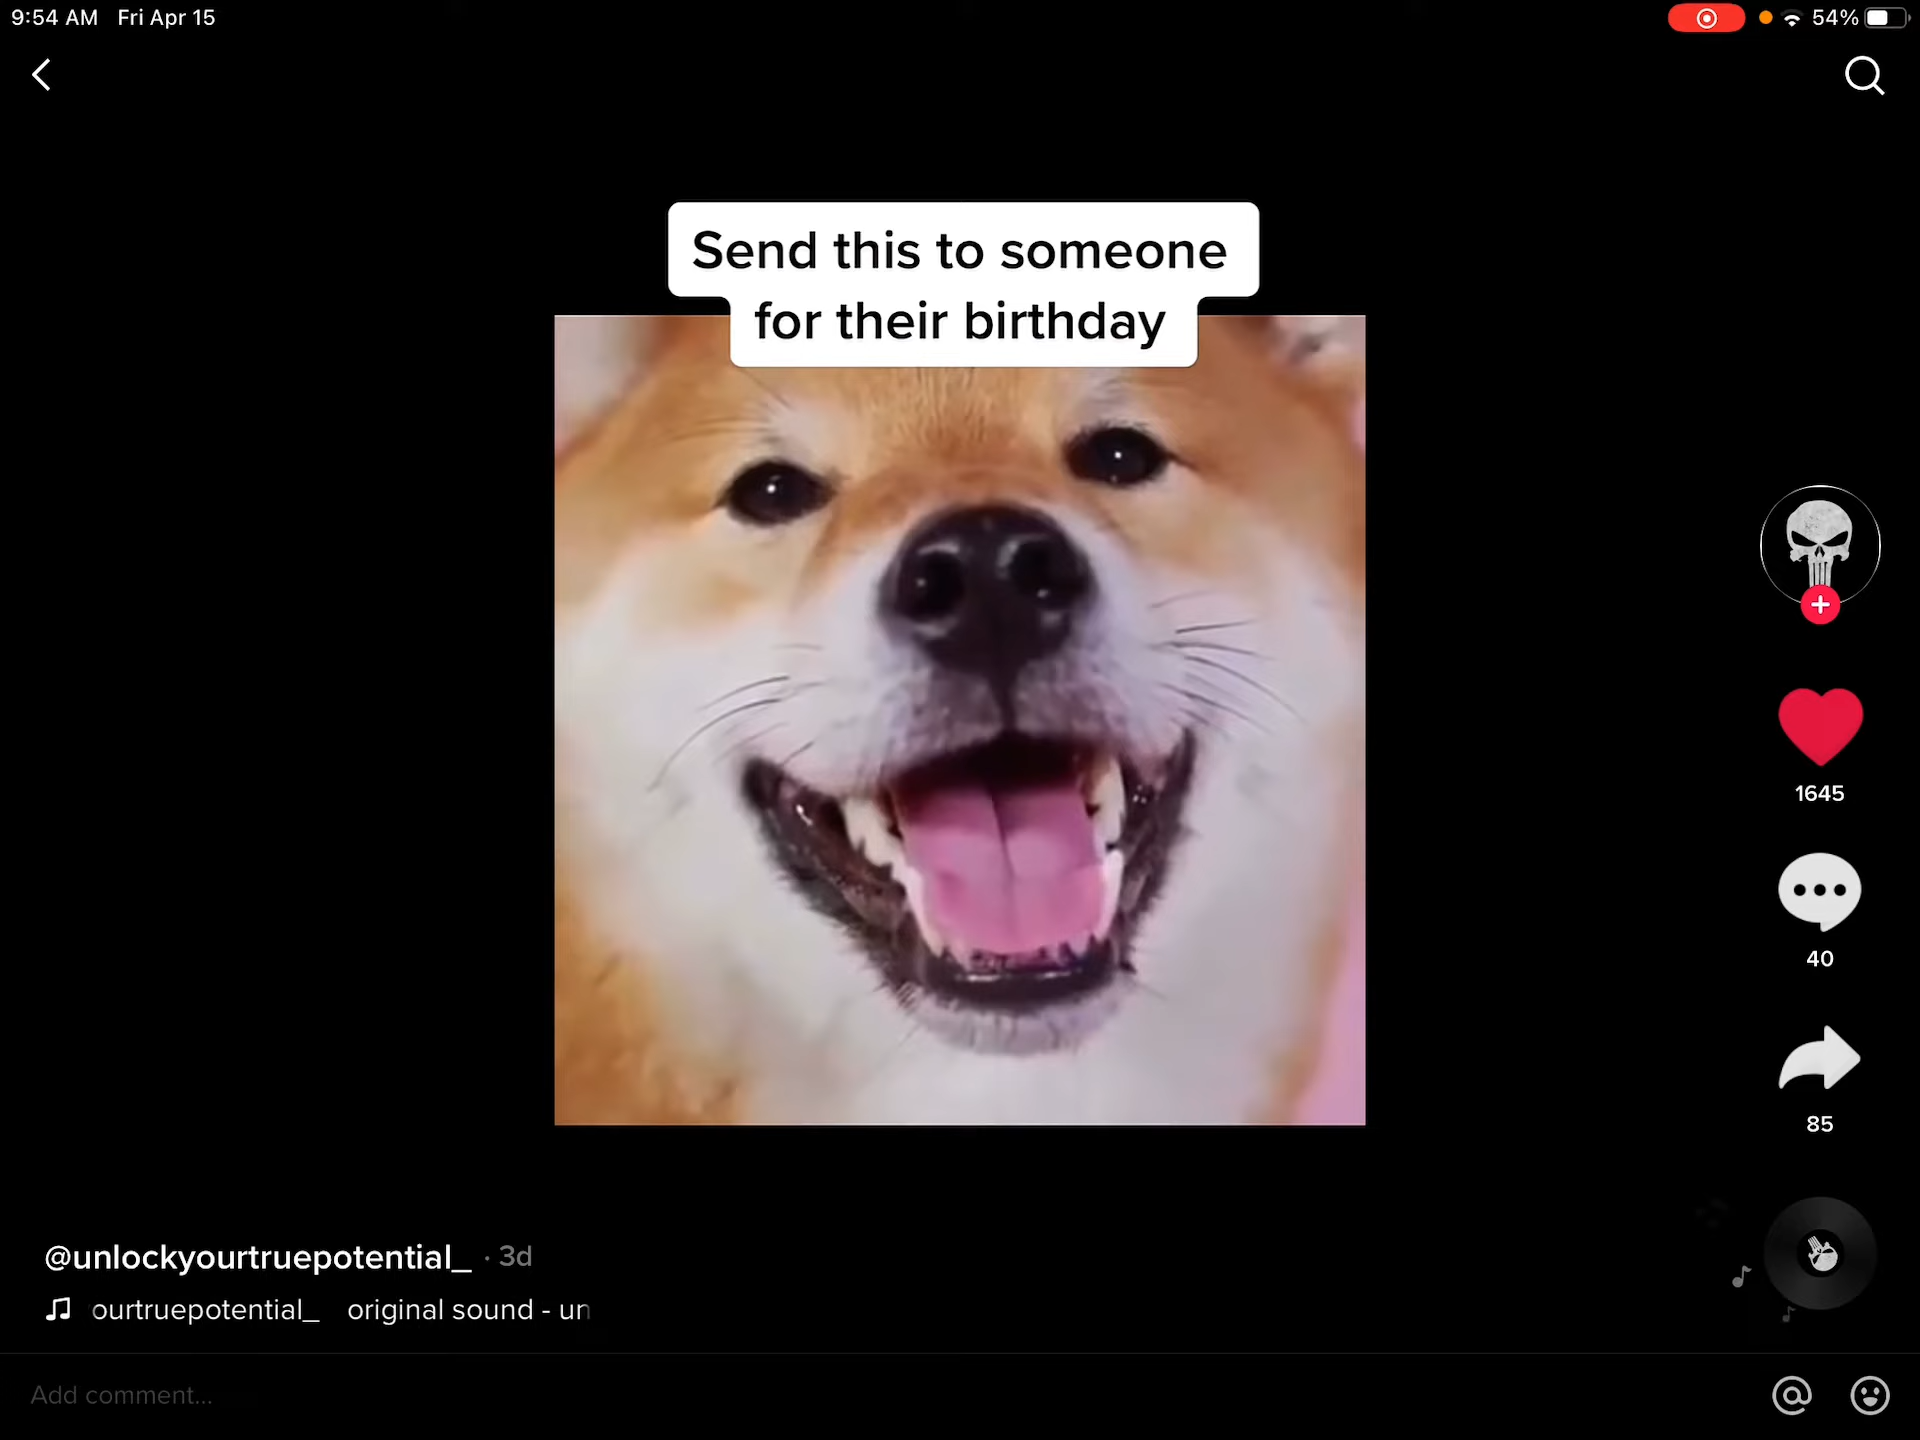 9:54 AM Fri Apr 15
54%
Send this to someone
for their birthday
1645
40
85
@unlockyourtruepotential_ · 3d
ourtruepotential_ original sound - un
Add comment...